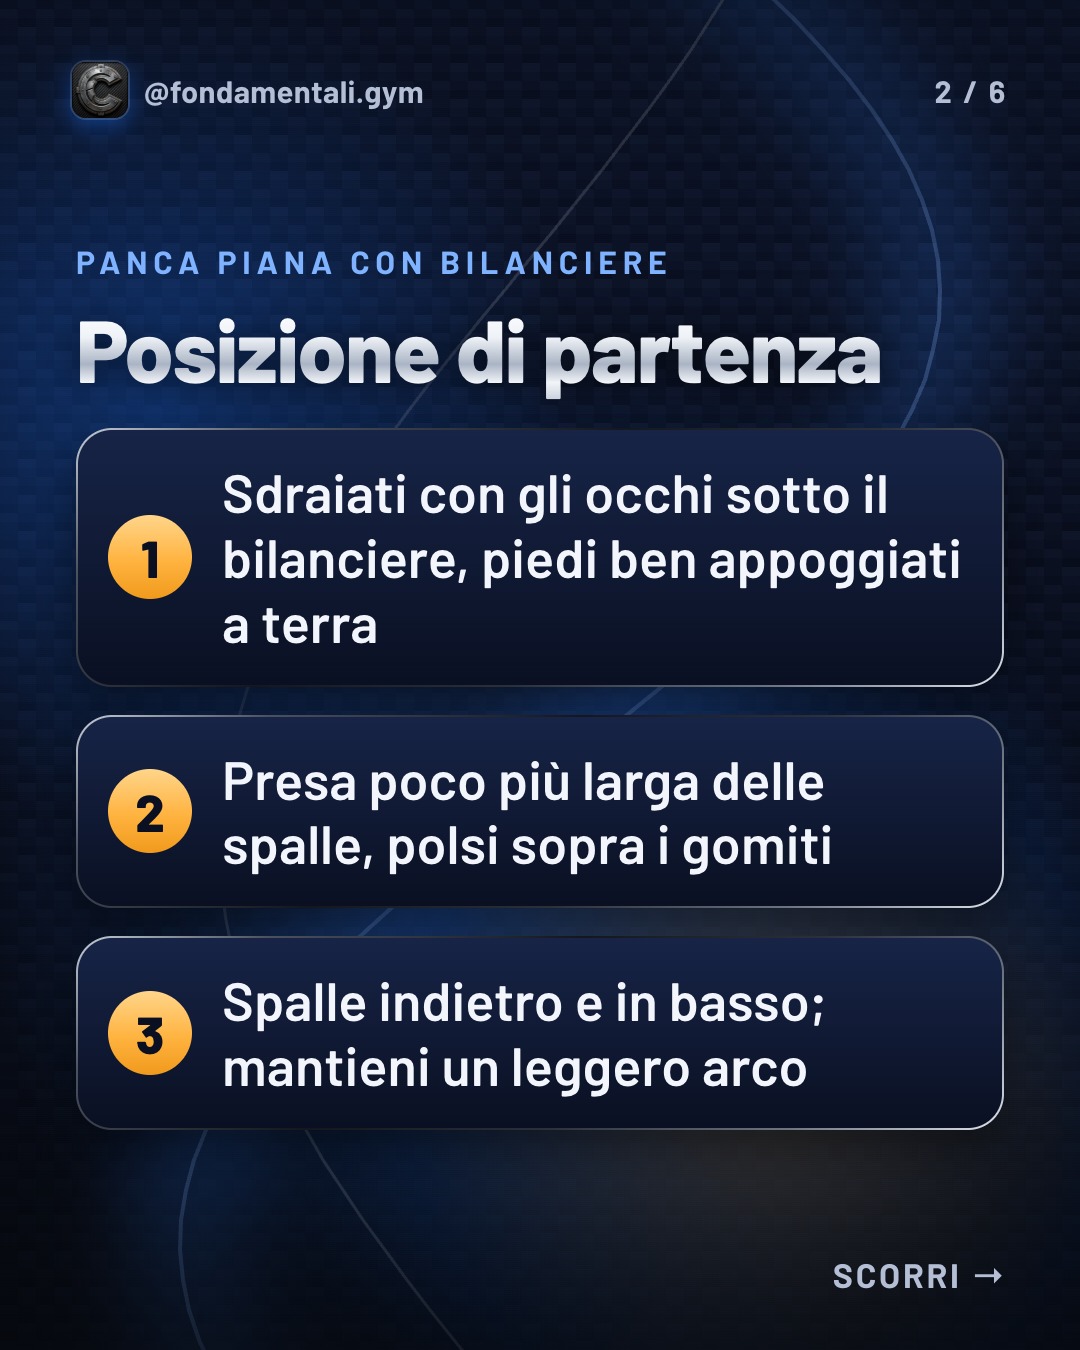 @fondamentali.gym
2 / 6
PANCA PIANA CON BILANCIERE
Posizione di partenza
1
Sdraiati con gli occhi sotto il
bilanciere, piedi ben appoggiati
a terra
2
Presa poco più larga delle
spalle, polsi sopra i gomiti
3
Spalle indietro e in basso;
mantieni un leggero arco
SCORRI →